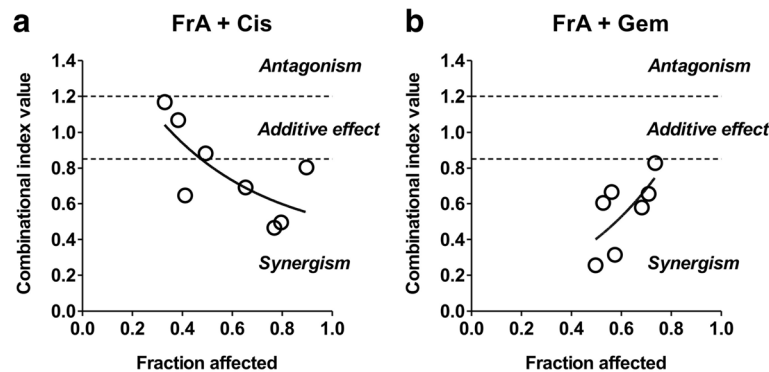 a
FrA + Cis
Combinational index value
1.4
1.2
1.0
0.8
0.6
0.4
0.2
0.0
Antagonism
Additive effect
Synergism
0.0 0.2 0.4 0.6 0.8 1.0
Fraction affected
b
FrA + Gem
Combinational index value
1.4
1.2
1.0
0.8
0.6
0.4
0.2
0.0
Antagonism
Additive effect
Synergism
0.0 0.2 0.4 0.6 0.8 1.0
Fraction affected